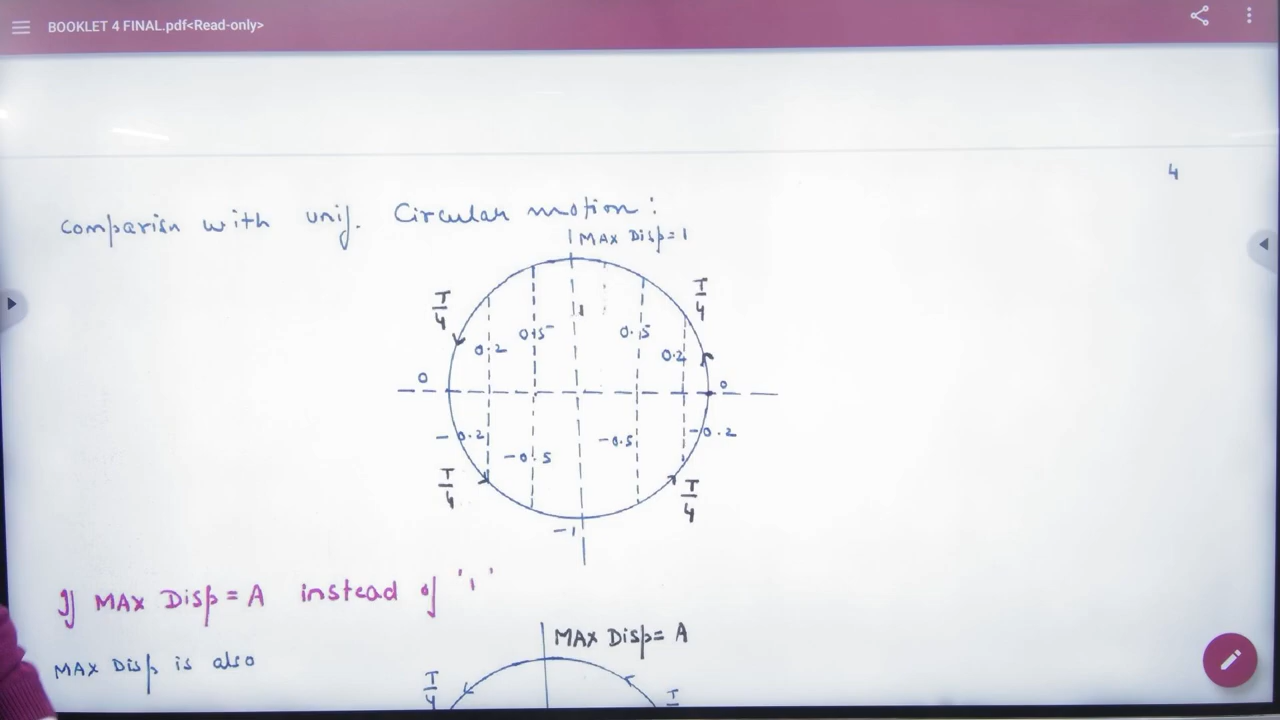 BOOKLET 4 FINAL.pdf<Read-only>
4
Comparisn with unif. Circular motion:
MAX Disp=1
T/4
T/4
1
0.5
0.5
0.2
0.2
0
0
-0.2
-0.5
-0.2
-0.5
T/4
T/4
-1
If MAX Disp = A instead of '1'
MAX Disp= A
MAX Disp is also
T/4
T